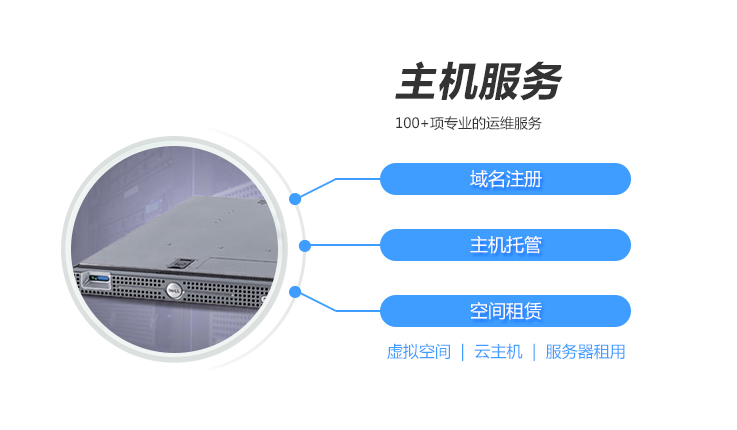 主机服务
100+项专业的运维服务
域名注册
主机托管
空间租赁
虚拟空间 | 云主机 | 服务器租用
DELL